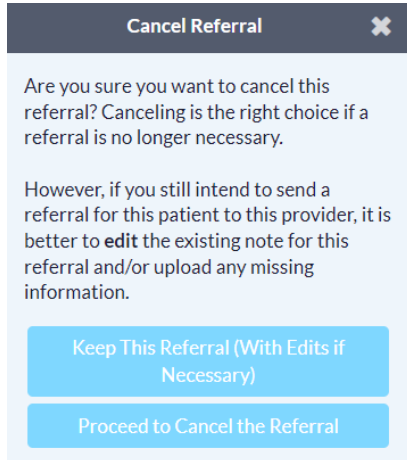 Cancel Referral
Are you sure you want to cancel this
referral? Canceling is the right choice if a
referral is no longer necessary.
However, if you still intend to send a
referral for this patient to this provider, it is
better to edit the existing note for this
referral and/or upload any missing
information.
Keep This Referral (With Edits if
Necessary)
Proceed to Cancel the Referral